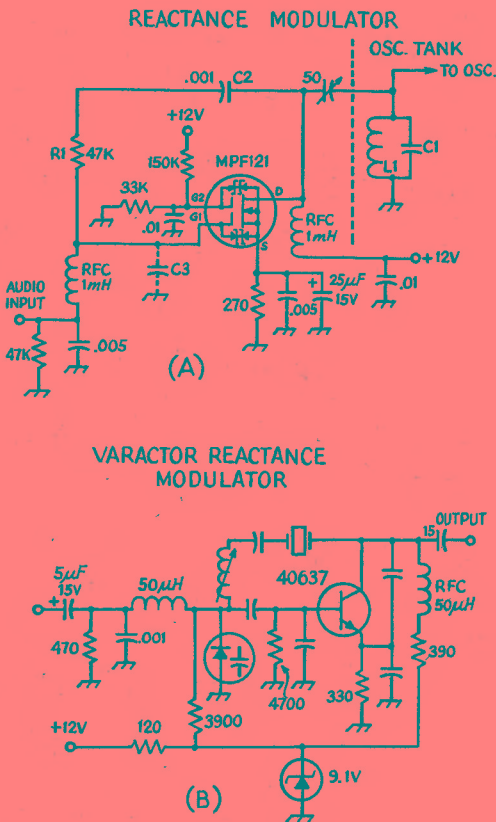 REACTANCE MODULATOR
OSC. TANK
TO OSC.
.001 C2
50
+12V
R1 47K
150K
MPF121
L1
C1
33K
G2
D
.01
G1
S
RFC
1mH
RFC
1mH
C3
+12V
AUDIO
INPUT
270
.005
+ 25µF
15V
.01
47K
.005
(A)
VARACTOR REACTANCE
MODULATOR
OUTPUT
15
5µF
15V
+
50µH
40637
RFC
50µH
470
.001
390
4700
330
3900
+12V
120
9.1V
(B)